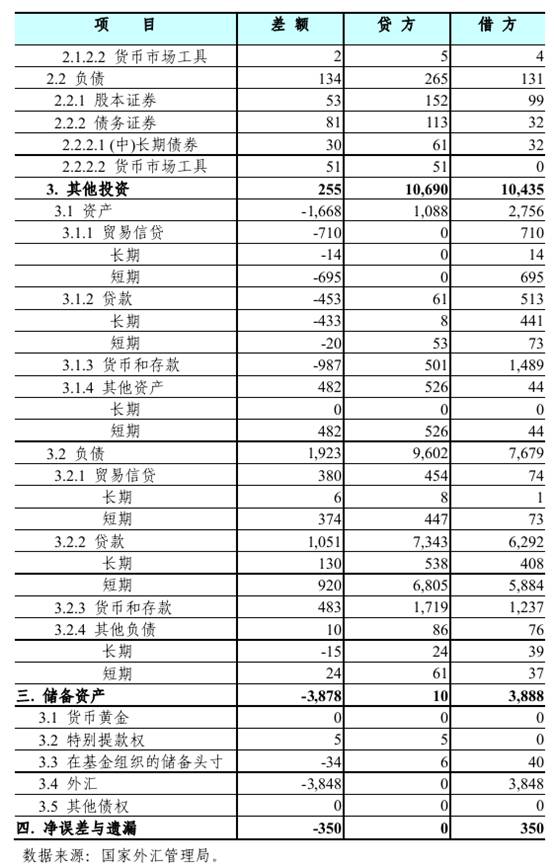 项 目 差 额 贷 方 借 方
2.1.2.2 货币市场工具 2 5 4
2.2 负债 134 265 131
2.2.1 股本证券 53 152 99
2.2.2 债务证券 81 113 32
2.2.2.1 (中)长期债券 30 61 32
2.2.2.2 货币市场工具 51 51 0
3. 其他投资 255 10,690 10,435
3.1 资产 -1,668 1,088 2,756
3.1.1 贸易信贷 -710 0 710
长期 -14 0 14
短期 -695 0 695
3.1.2 贷款 -453 61 513
长期 -433 8 441
短期 -20 53 73
3.1.3 货币和存款 -987 501 1,489
3.1.4 其他资产 482 526 44
长期 0 0 0
短期 482 526 44
3.2 负债 1,923 9,602 7,679
3.2.1 贸易信贷 380 454 74
长期 6 8 1
短期 374 447 73
3.2.2 贷款 1,051 7,343 6,292
长期 130 538 408
短期 920 6,805 5,884
3.2.3 货币和存款 483 1,719 1,237
3.2.4 其他负债 10 86 76
长期 -15 24 39
短期 24 61 37
三. 储备资产 -3,878 10 3,888
3.1 货币黄金 0 0 0
3.2 特别提款权 5 5 0
3.3 在基金组织的储备头寸 -34 6 40
3.4 外汇 -3,848 0 3,848
3.5 其他债权 0 0 0
四. 净误差与遗漏 -350 0 350
数据来源：国家外汇管理局。